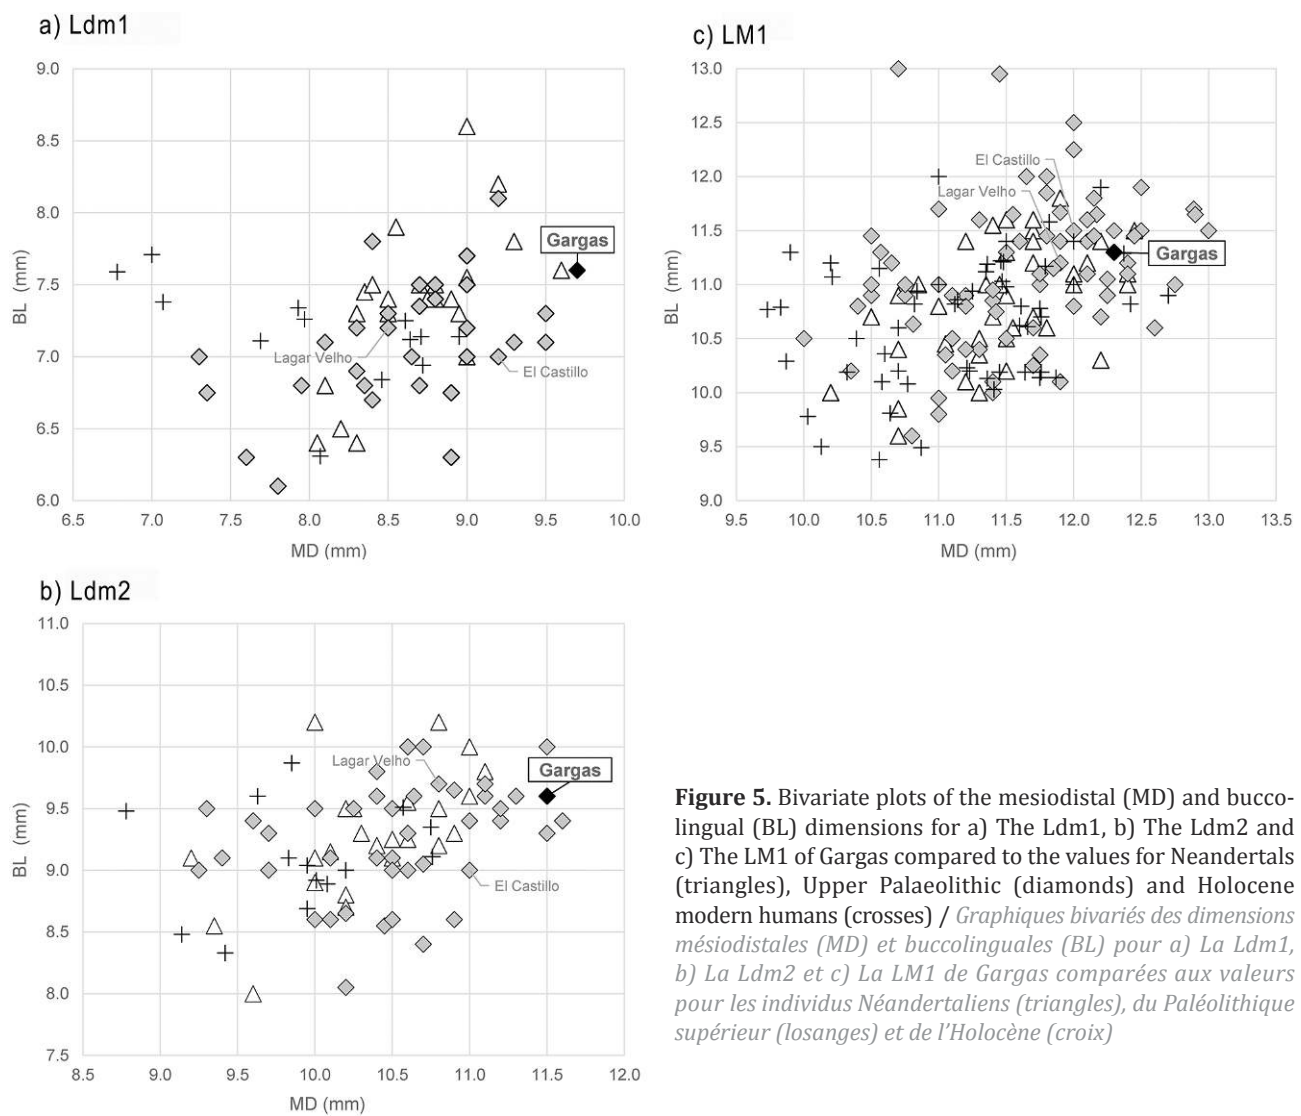 a) Ldm1
9.0
8.5
8.0
7.5
7.0
6.5
6.0
BL (mm)
Gargas
Lagar Velho
El Castillo
6.5 7.0 7.5 8.0 8.5 9.0 9.5 10.0
MD (mm)
c) LM1
13.0
12.5
12.0
11.5
11.0
10.5
10.0
9.5
9.0
BL (mm)
El Castillo
Lagar Velho
Gargas
9.5 10.0 10.5 11.0 11.5 12.0 12.5 13.0 13.5
MD (mm)
b) Ldm2
11.0
10.5
10.0
9.5
9.0
8.5
8.0
7.5
BL (mm)
Lagar Velho
Gargas
El Castillo
8.5 9.0 9.5 10.0 10.5 11.0 11.5 12.0
MD (mm)
Figure 5. Bivariate plots of the mesiodistal (MD) and bucco-
lingual (BL) dimensions for a) The Ldm1, b) The Ldm2 and
c) The LM1 of Gargas compared to the values for Neandertals
(triangles), Upper Palaeolithic (diamonds) and Holocene
modern humans (crosses) / Graphiques bivariés des dimensions
mésiodistales (MD) et buccolinguales (BL) pour a) La Ldm1,
b) La Ldm2 et c) La LM1 de Gargas comparées aux valeurs
pour les individus Néandertaliens (triangles), du Paléolithique
supérieur (losanges) et de l'Holocène (croix)